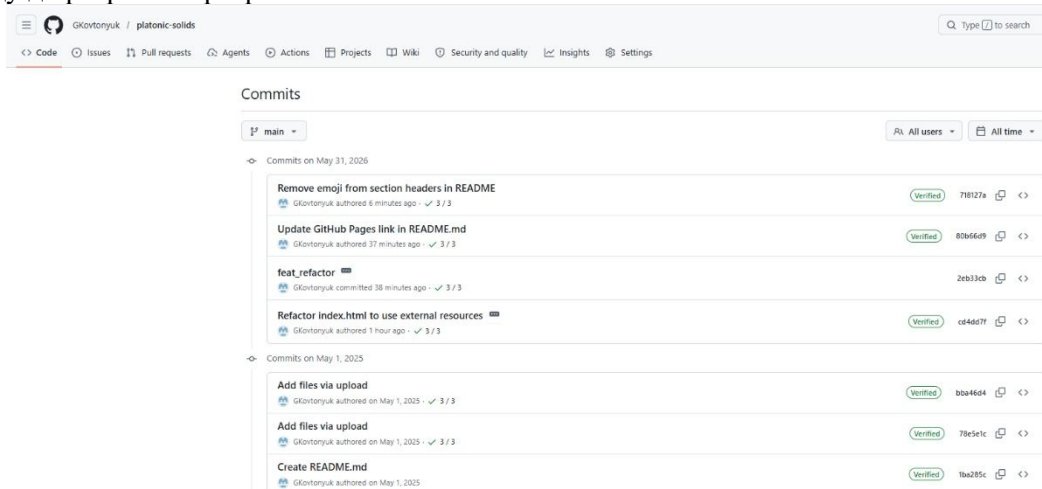 GKovtonyuk / platonic-solids
Type / to search
Code Issues Pull requests Agents Actions Projects Wiki Security and quality Insights Settings
Commits
main All users All time
Commits on May 31, 2026
Remove emoji from section headers in README
GKovtonyuk authored 6 minutes ago · 3 / 3
Verified 718127a
Update GitHub Pages link in README.md
GKovtonyuk authored 37 minutes ago · 3 / 3
Verified 80b66d9
feat_refactor
GKovtonyuk committed 38 minutes ago · 3 / 3
2eb33cb
Refactor index.html to use external resources
GKovtonyuk authored 1 hour ago · 3 / 3
Verified cd4dd7f
Commits on May 1, 2025
Add files via upload
GKovtonyuk authored on May 1, 2025 · 3 / 3
Verified bba46d4
Add files via upload
GKovtonyuk authored on May 1, 2025 · 3 / 3
Verified 78e5e1c
Create README.md
GKovtonyuk authored on May 1, 2025
Verified 1ba285c